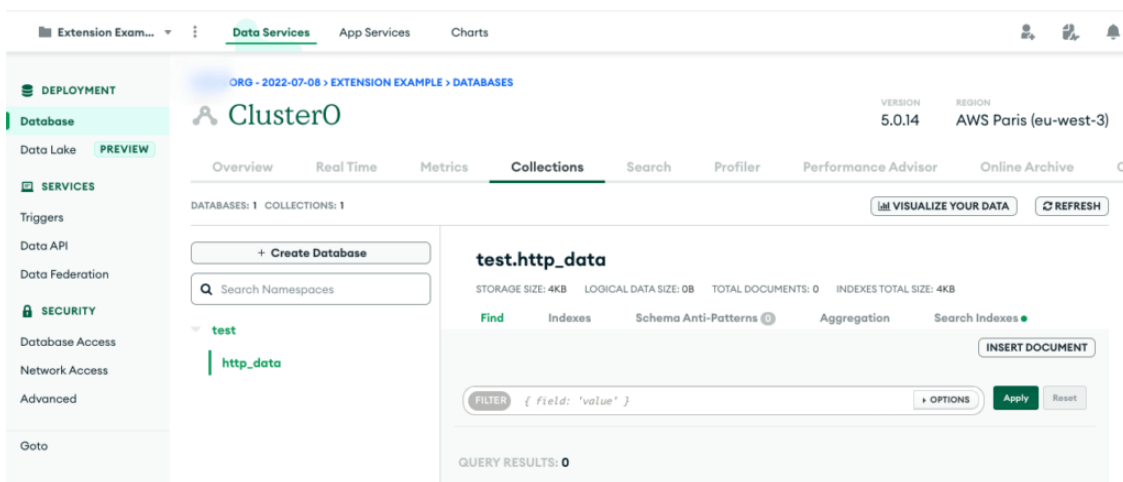 Extension Exam...
Data Services
App Services
Charts
DEPLOYMENT
Database
Data Lake PREVIEW
SERVICES
Triggers
Data API
Data Federation
SECURITY
Database Access
Network Access
Advanced
Goto
ORG - 2022-07-08 > EXTENSION EXAMPLE > DATABASES
Cluster0
VERSION
5.0.14
REGION
AWS Paris (eu-west-3)
Overview
Real Time
Metrics
Collections
Search
Profiler
Performance Advisor
Online Archive
DATABASES: 1 COLLECTIONS: 1
VISUALIZE YOUR DATA
REFRESH
+ Create Database
Search Namespaces
test
http_data
test.http_data
STORAGE SIZE: 4KB LOGICAL DATA SIZE: 0B TOTAL DOCUMENTS: 0 INDEXES TOTAL SIZE: 4KB
Find
Indexes
Schema Anti-Patterns 0
Aggregation
Search Indexes
INSERT DOCUMENT
FILTER { field: 'value' }
OPTIONS
Apply
Reset
QUERY RESULTS: 0